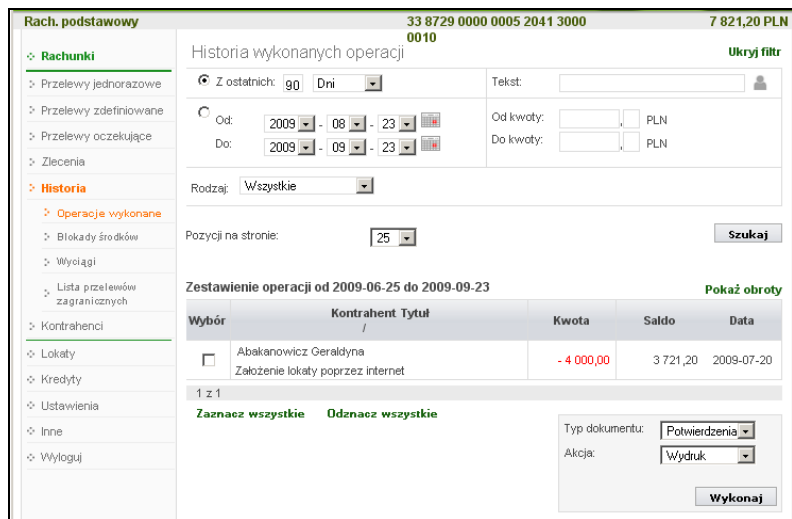 Rach. podstawowy 33 8729 0000 0005 2041 3000 0010 7 821,20 PLN
Rachunki
Przelewy jednorazowe
Przelewy zdefiniowane
Przelewy oczekujące
Zlecenia
Historia
Operacje wykonane
Blokady środków
Wyciągi
Lista przelewów
zagranicznych
Kontrahenci
Lokaty
Kredyty
Ustawienia
Inne
Wyloguj
Historia wykonanych operacji Ukryj filtr
Z ostatnich: 90 Dni Tekst:
Od: 2009 - 08 - 23 Od kwoty: , PLN
Do: 2009 - 09 - 23 Do kwoty: , PLN
Rodzaj: Wszystkie
Pozycji na stronie: 25 Szukaj
Zestawienie operacji od 2009-06-25 do 2009-09-23 Pokaż obroty
Wybór Kontrahent Tytuł / Kwota Saldo Data
Abakanowicz Geraldyna
Założenie lokaty poprzez internet - 4 000,00 3 721,20 2009-07-20
1 z 1
Zaznacz wszystkie Odznacz wszystkie
Typ dokumentu: Potwierdzenia
Akcja: Wydruk
Wykonaj